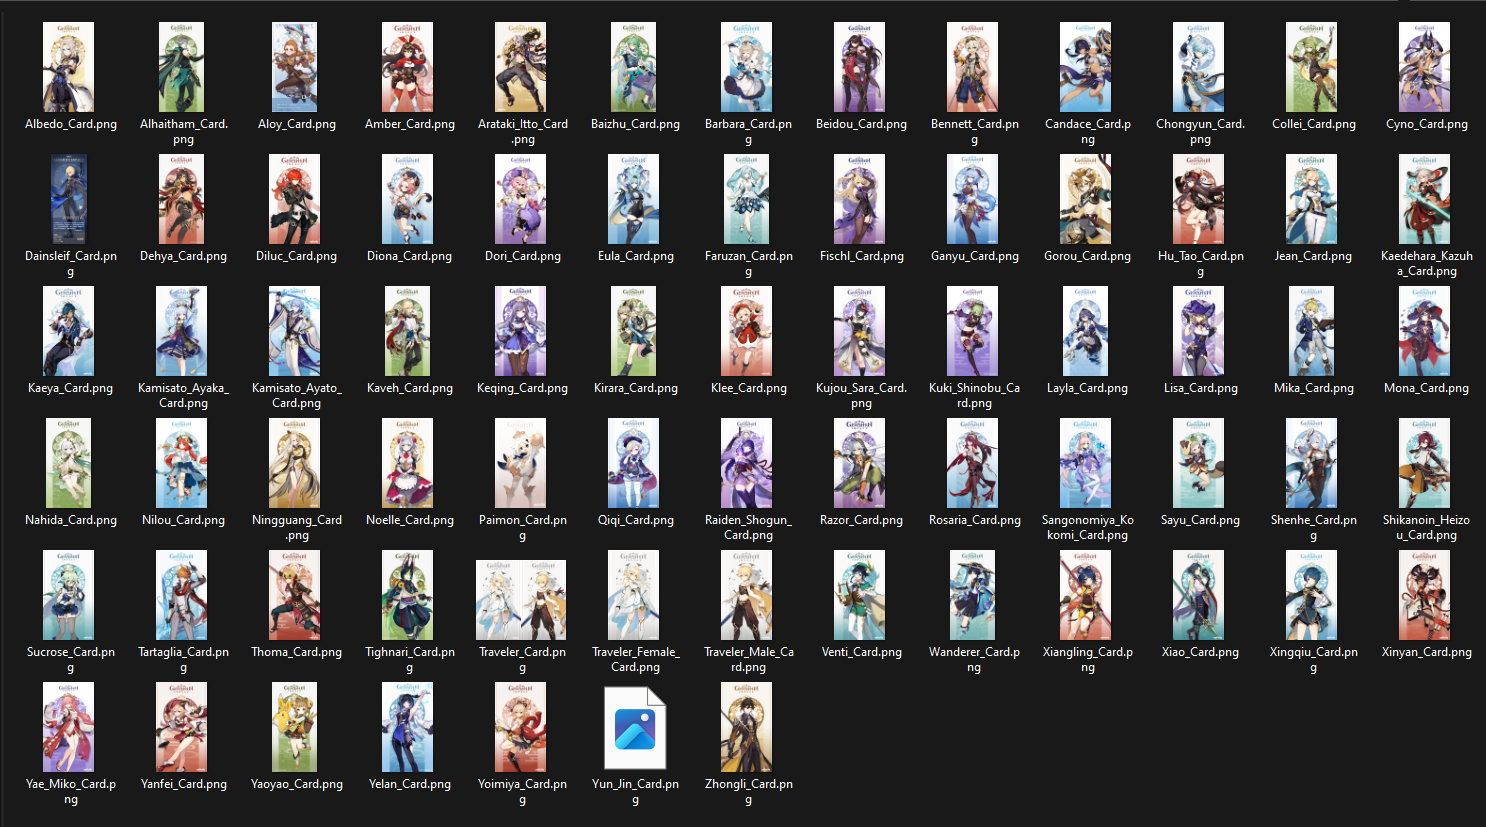 Albedo_Card.png
Alhaitham_Card.
png
Aloy_Card.png
Amber_Card.png
Arataki_Itto_Card
.png
Baizhu_Card.png
Barbara_Card.pn
g
Beidou_Card.png
Bennett_Card.pn
g
Candace_Card.p
ng
Chongyun_Card.
png
Collei_Card.png
Cyno_Card.png
Dainsleif_Card.pn
g
Dehya_Card.png
Diluc_Card.png
Diona_Card.png
Dori_Card.png
Eula_Card.png
Faruzan_Card.pn
g
Fischl_Card.png
Ganyu_Card.png
Gorou_Card.png
Hu_Tao_Card.pn
g
Jean_Card.png
Kaedehara_Kazuh
a_Card.png
Kaeya_Card.png
Kamisato_Ayaka_
Card.png
Kamisato_Ayato_
Card.png
Kaveh_Card.png
Keqing_Card.png
Kirara_Card.png
Klee_Card.png
Kujou_Sara_Card.
png
Kuki_Shinobu_Ca
rd.png
Layla_Card.png
Lisa_Card.png
Mika_Card.png
Mona_Card.png
Nahida_Card.png
Nilou_Card.png
Ningguang_Card
.png
Noelle_Card.png
Paimon_Card.pn
g
Qiqi_Card.png
Raiden_Shogun_
Card.png
Razor_Card.png
Rosaria_Card.png
Sangonomiya_Ko
komi_Card.png
Sayu_Card.png
Shenhe_Card.pn
g
Shikanoin_Heizo
u_Card.png
Sucrose_Card.pn
g
Tartaglia_Card.pn
g
Thoma_Card.png
Tighnari_Card.pn
g
Traveler_Card.pn
g
Traveler_Female_
Card.png
Traveler_Male_Ca
rd.png
Venti_Card.png
Wanderer_Card.p
ng
Xiangling_Card.p
ng
Xiao_Card.png
Xingqiu_Card.pn
g
Xinyan_Card.png
Yae_Miko_Card.p
ng
Yanfei_Card.png
Yaoyao_Card.png
Yelan_Card.png
Yoimiya_Card.pn
g
Yun_Jin_Card.pn
g
Zhongli_Card.pn
g